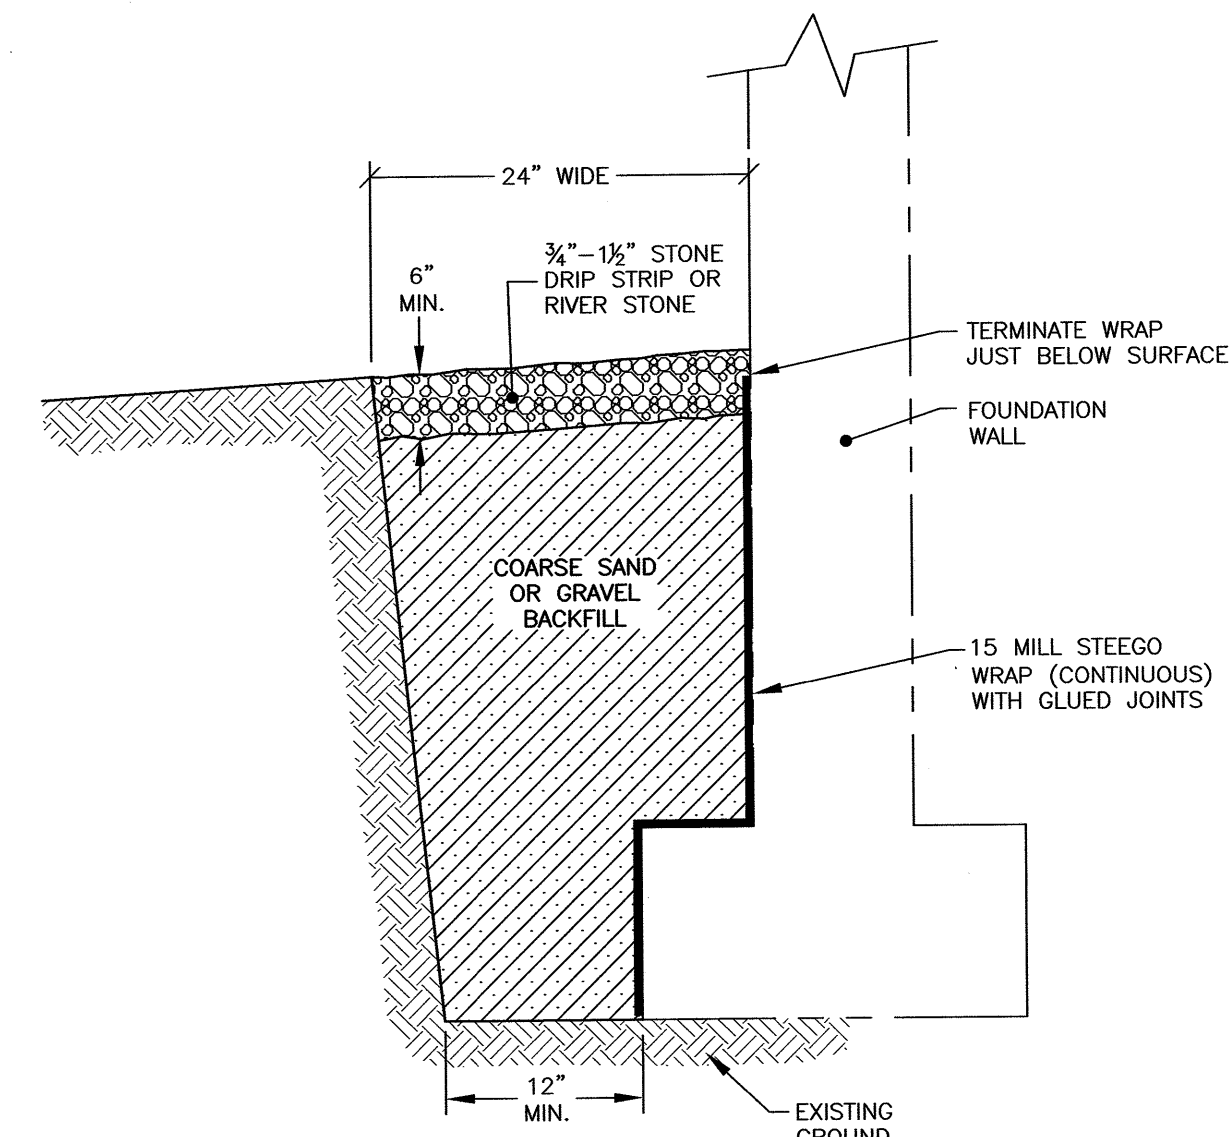 24" WIDE
¾"–1½" STONE
DRIP STRIP OR
RIVER STONE
6"
MIN.
TERMINATE WRAP
JUST BELOW SURFACE
FOUNDATION
WALL
COARSE SAND
OR GRAVEL
BACKFILL
15 MILL STEEGO
WRAP (CONTINUOUS)
WITH GLUED JOINTS
12"
MIN.
EXISTING
GROUND